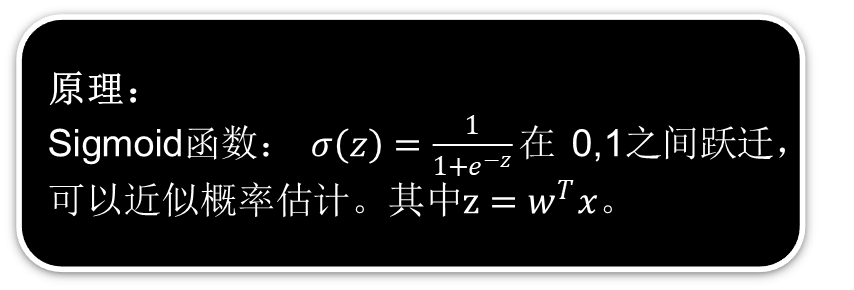 原理：
Sigmoid函数： σ(z) = 1/(1+e^{-z}) 在 0,1之间跃迁，
可以近似概率估计。其中z = w^T x。